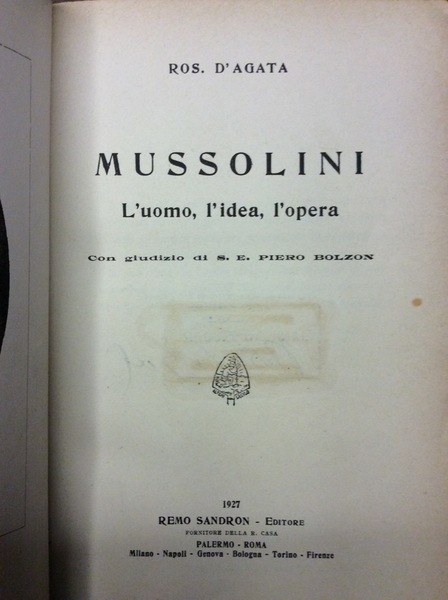 ROS. D'AGATA
MUSSOLINI
L'uomo, l'idea, l'opera
Con giudizio di S. E. PIERO BOLZON
1927
REMO SANDRON - EDITORE
FORNITORE DELLA R. CASA
PALERMO - ROMA
Milano - Napoli - Genova - Bologna - Torino - Firenze